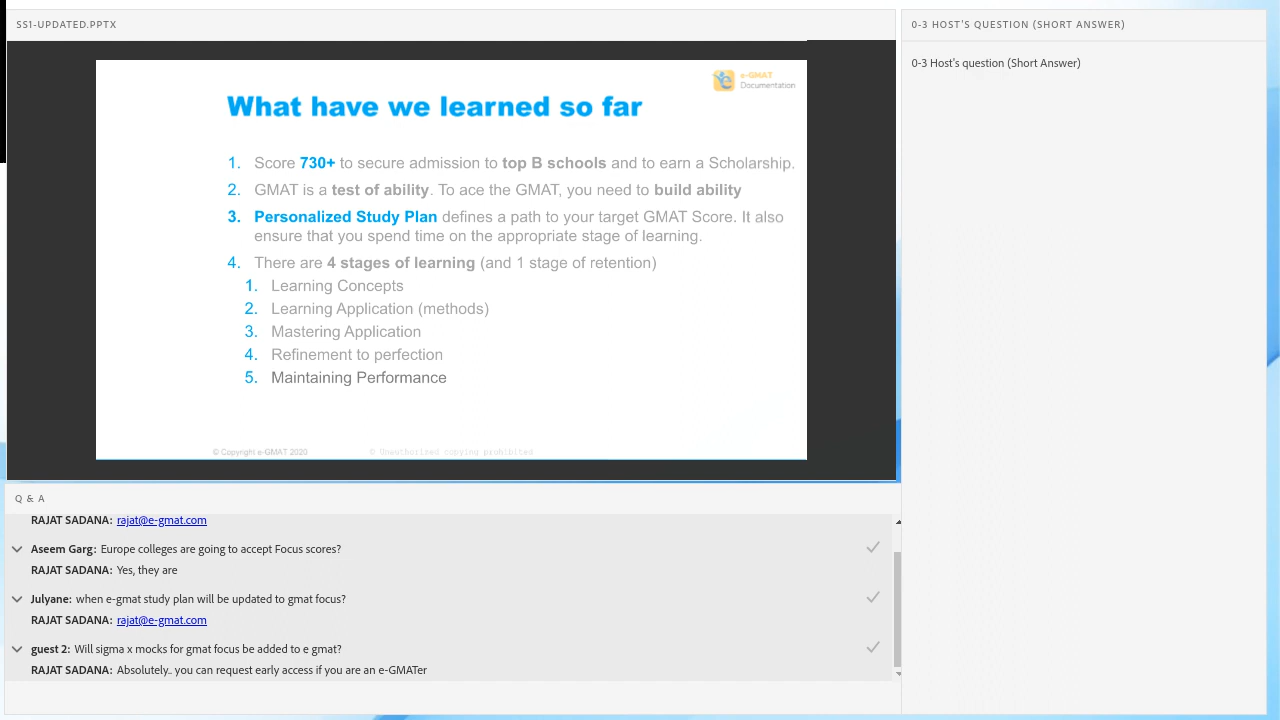 SS1-UPDATED.PPTX
e-GMAT
Documentation
What have we learned so far
1. Score 730+ to secure admission to top B schools and to earn a Scholarship.
2. GMAT is a test of ability. To ace the GMAT, you need to build ability
3. Personalized Study Plan defines a path to your target GMAT Score. It also
ensure that you spend time on the appropriate stage of learning.
4. There are 4 stages of learning (and 1 stage of retention)
1. Learning Concepts
2. Learning Application (methods)
3. Mastering Application
4. Refinement to perfection
5. Maintaining Performance
© Copyright e-GMAT 2020
© Unauthorized copying prohibited
Q & A
RAJAT SADANA: rajat@e-gmat.com
Aseem Garg: Europe colleges are going to accept Focus scores?
RAJAT SADANA: Yes, they are
Julyane: when e-gmat study plan will be updated to gmat focus?
RAJAT SADANA: rajat@e-gmat.com
guest 2: Will sigma x mocks for gmat focus be added to e gmat?
RAJAT SADANA: Absolutely.. you can request early access if you are an e-GMATer
0-3 HOST'S QUESTION (SHORT ANSWER)
0-3 Host's question (Short Answer)